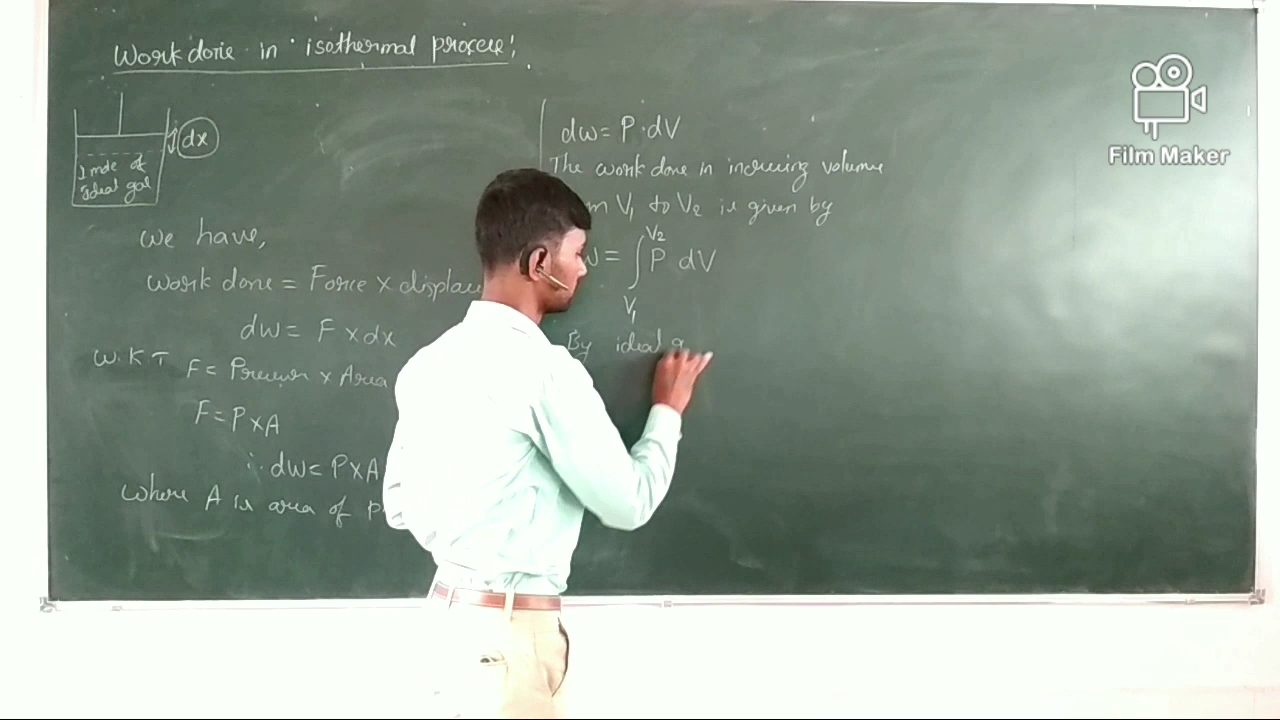 Work done in isothermal process:
dx
1 mole of
ideal gas
we have,
work done = Force x
dw = F x dx
W.K.T F = Pressure x Area
F = P x A
∴ dw = P x A
where A is area of
dw = P.dV
The work done in increasing volume
V₁ to V₂ is given by
= ∫ P dV
V₂
V₁
By ideal
Film Maker